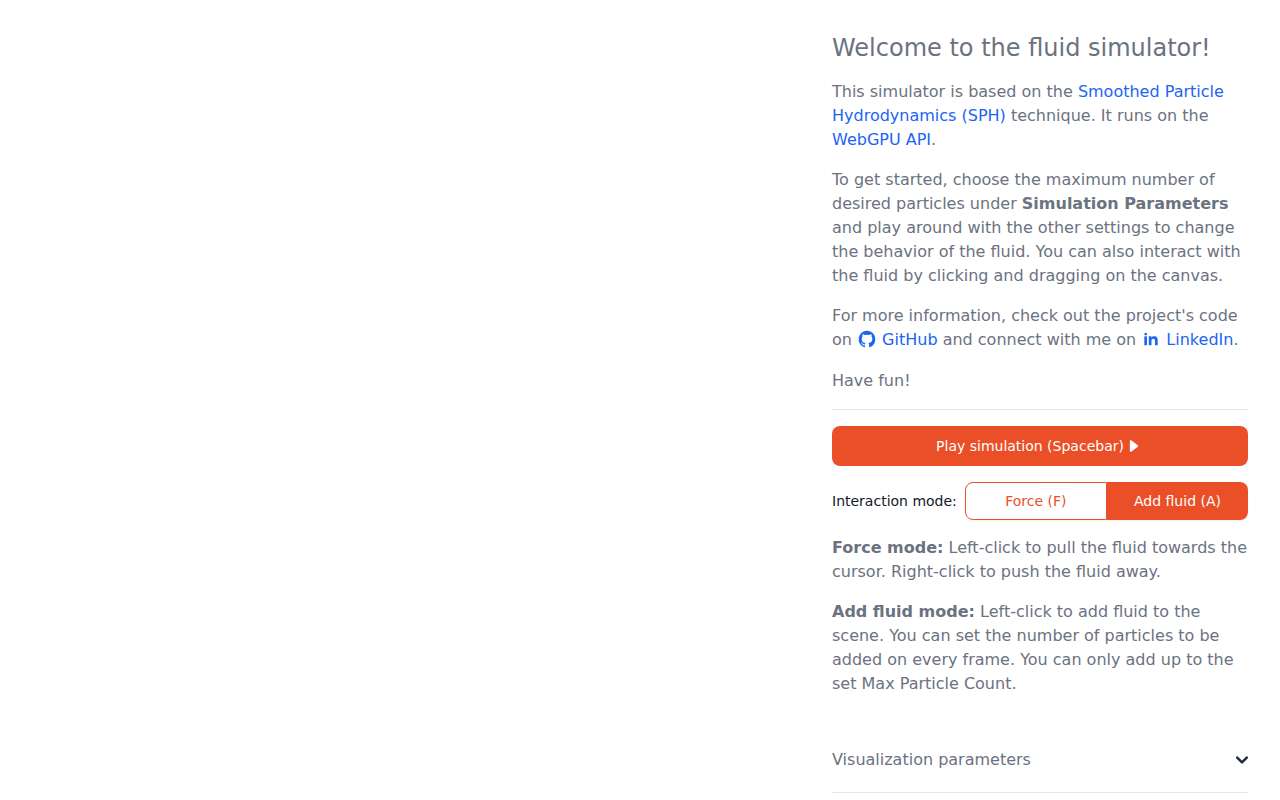 Welcome to the fluid simulator!
This simulator is based on the Smoothed Particle
Hydrodynamics (SPH) technique. It runs on the
WebGPU API.
To get started, choose the maximum number of
desired particles under Simulation Parameters
and play around with the other settings to change
the behavior of the fluid. You can also interact with
the fluid by clicking and dragging on the canvas.
For more information, check out the project's code
on GitHub and connect with me on in LinkedIn.
Have fun!
Play simulation (Spacebar)
Interaction mode: Force (F) Add fluid (A)
Force mode: Left-click to pull the fluid towards the
cursor. Right-click to push the fluid away.
Add fluid mode: Left-click to add fluid to the
scene. You can set the number of particles to be
added on every frame. You can only add up to the
set Max Particle Count.
Visualization parameters